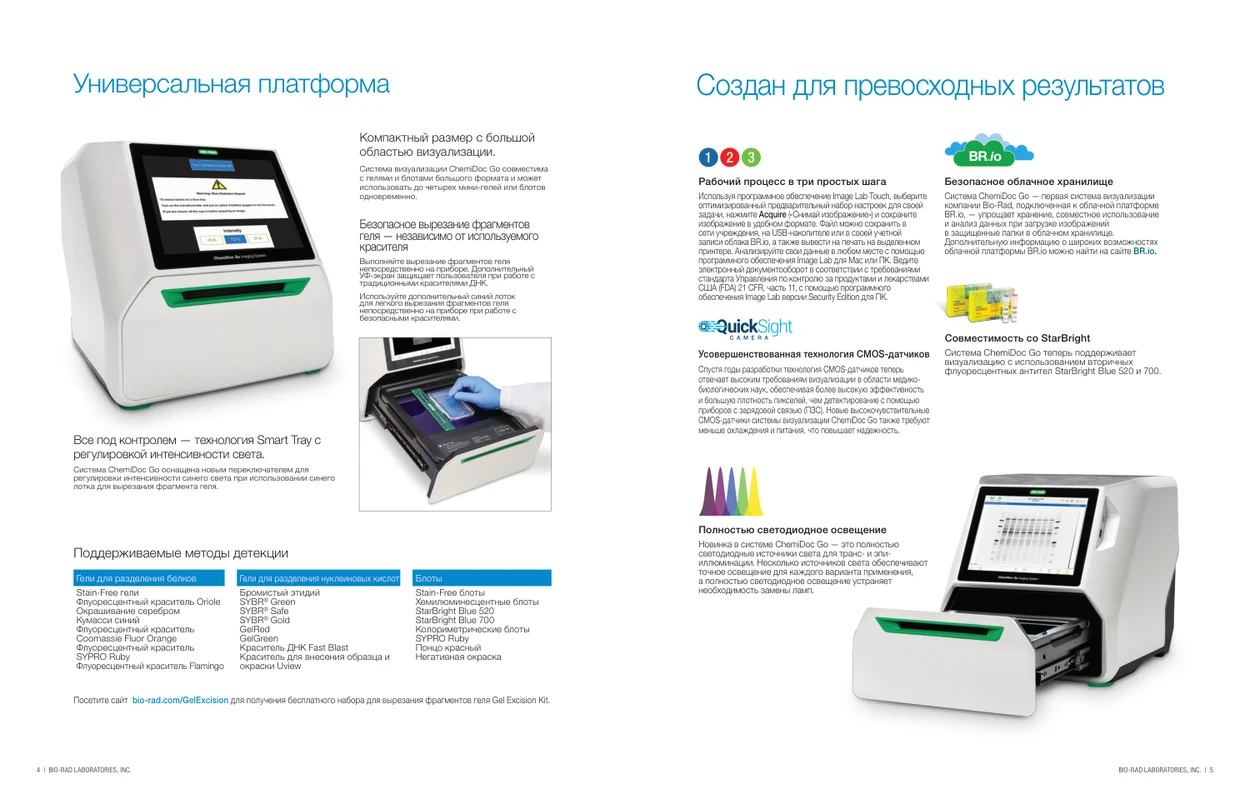 Универсальная платформа
BIO-RAD
Warning: Blue Radiation Hazard
Intensity
<<
>>
ChemiDoc Go Imaging System
Компактный размер с большой
областью визуализации.
Система визуализации ChemiDoc Go совместима
с гелями и блотами большого формата и может
использовать до четырех мини-гелей или блотов
одновременно.
Безопасное вырезание фрагментов
геля — независимо от используемого
красителя
Выполняйте вырезание фрагментов геля
непосредственно на приборе. Дополнительный
УФ-экран защищает пользователя при работе с
традиционными красителями ДНК.
Используйте дополнительный синий лоток
для легкого вырезания фрагментов геля
непосредственно на приборе при работе с
безопасными красителями.
Все под контролем — технология Smart Tray с
регулировкой интенсивности света.
Система ChemiDoc Go оснащена новым переключателем для
регулировки интенсивности синего света при использовании синего
лотка для вырезания фрагмента геля.
Поддерживаемые методы детекции
Гели для разделения белков
Stain-Free гели
Флуоресцентный краситель Oriole
Окрашивание серебром
Кумасси синий
Флуоресцентный краситель
Coomassie Fluor Orange
Флуоресцентный краситель
SYPRO Ruby
Флуоресцентный краситель Flamingo
Гели для разделения нуклеиновых кислот
Бромистый этидий
SYBR® Green
SYBR® Safe
SYBR® Gold
GelRed
GelGreen
Краситель ДНК Fast Blast
Краситель для внесения образца и
окраски Uview
Блоты
Stain-Free блоты
Хемилюминесцентные блоты
StarBright Blue 520
StarBright Blue 700
Колориметрические блоты
SYPRO Ruby
Понцо красный
Негативная окраска
Посетите сайт bio-rad.com/GelExcision для получения бесплатного набора для вырезания фрагментов геля Gel Excision Kit.
4 | BIO-RAD LABORATORIES, INC.
Создан для превосходных результатов
1 2 3
Рабочий процесс в три простых шага
Используя программное обеспечение Image Lab Touch, выберите
оптимизированный предварительный набор настроек для своей
задачи, нажмите Acquire («Снимай изображение») и сохраните
изображение в удобном формате. Файл можно сохранить в
сети учреждения, на USB-накопителе или в своей учетной
записи облака BR.io, а также вывести на печать на выделенном
принтере. Анализируйте свои данные в любом месте с помощью
программного обеспечения Image Lab для Mac или ПК. Ведите
электронный документооборот в соответствии с требованиями
стандарта Управления по контролю за продуктами и лекарствами
США (FDA) 21 CFR, часть 11, с помощью программного
обеспечения Image Lab версии Security Edition для ПК.
QuickSight
CAMERA
Усовершенствованная технология CMOS-датчиков
Спустя годы разработки технология CMOS-датчиков теперь
отвечает высоким требованиям визуализации в области медико-
биологических наук, обеспечивая более высокую эффективность
и большую плотность пикселей, чем детектирование с помощью
приборов с зарядовой связью (ПЗС). Новые высокочувствительные
CMOS-датчики системы визуализации ChemiDoc Go также требуют
меньше охлаждения и питания, что повышает надежность.
Полностью светодиодное освещение
Новинка в системе ChemiDoc Go — это полностью
светодиодные источники света для транс- и эпи-
иллюминации. Несколько источников света обеспечивают
точное освещение для каждого варианта применения,
а полностью светодиодное освещение устраняет
необходимость замены ламп.
BR.io
Безопасное облачное хранилище
Система ChemiDoc Go — первая система визуализации
компании Bio-Rad, подключенная к облачной платформе
BR.io, — упрощает хранение, совместное использование
и анализ данных при загрузке изображений
в защищенные папки в облачном хранилище.
Дополнительную информацию о широких возможностях
облачной платформы BR.io можно найти на сайте BR.io.
Совместимость со StarBright
Система ChemiDoc Go теперь поддерживает
визуализацию с использованием вторичных
флуоресцентных антител StarBright Blue 520 и 700.
BIO-RAD
ChemiDoc Go Imaging System
BIO-RAD LABORATORIES, INC. | 5